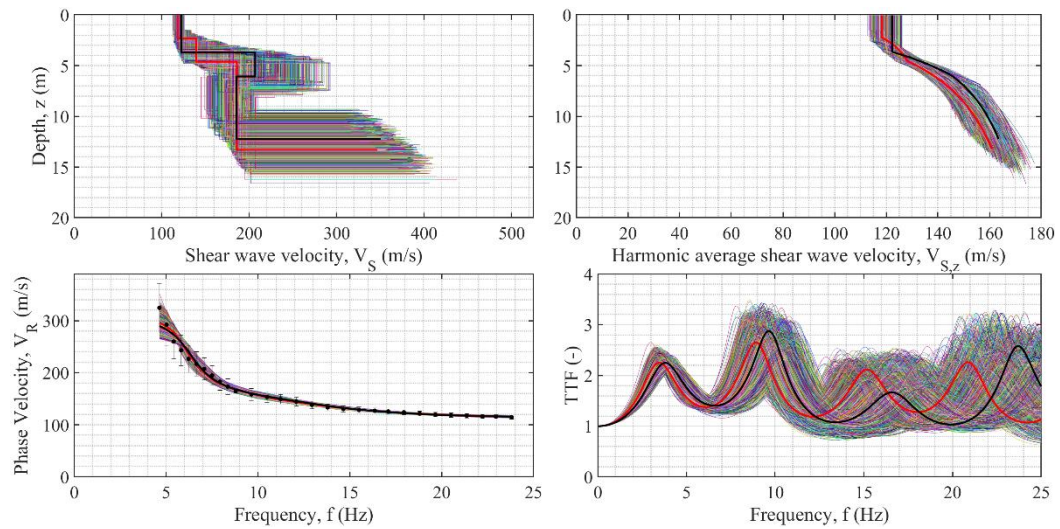 0
5
10
15
20
Depth, z (m)
100 200 300 400 500
Shear wave velocity, V_S (m/s)
0
5
10
15
20
0 20 40 60 80 100 120 140 160 180
Harmonic average shear wave velocity, V_S,z (m/s)
300
200
100
0
Phase Velocity, V_R (m/s)
0 5 10 15 20 25
Frequency, f (Hz)
4
3
2
1
0
TTF (-)
0 5 10 15 20 25
Frequency, f (Hz)